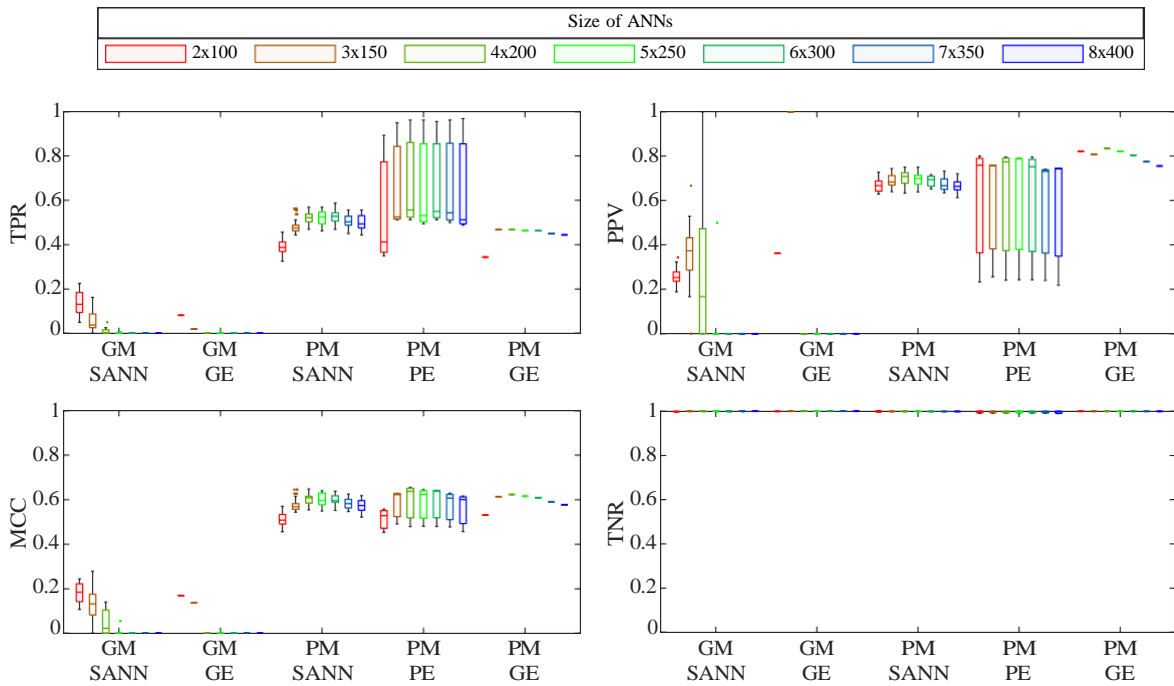 Size of ANNs
2x100 3x150 4x200 5x250 6x300 7x350 8x400
TPR
1
0.8
0.6
0.4
0.2
0
GM SANN
GM GE
PM SANN
PM PE
PM GE
PPV
1
0.8
0.6
0.4
0.2
0
GM SANN
GM GE
PM SANN
PM PE
PM GE
MCC
1
0.8
0.6
0.4
0.2
0
GM SANN
GM GE
PM SANN
PM PE
PM GE
TNR
1
0.8
0.6
0.4
0.2
0
GM SANN
GM GE
PM SANN
PM PE
PM GE